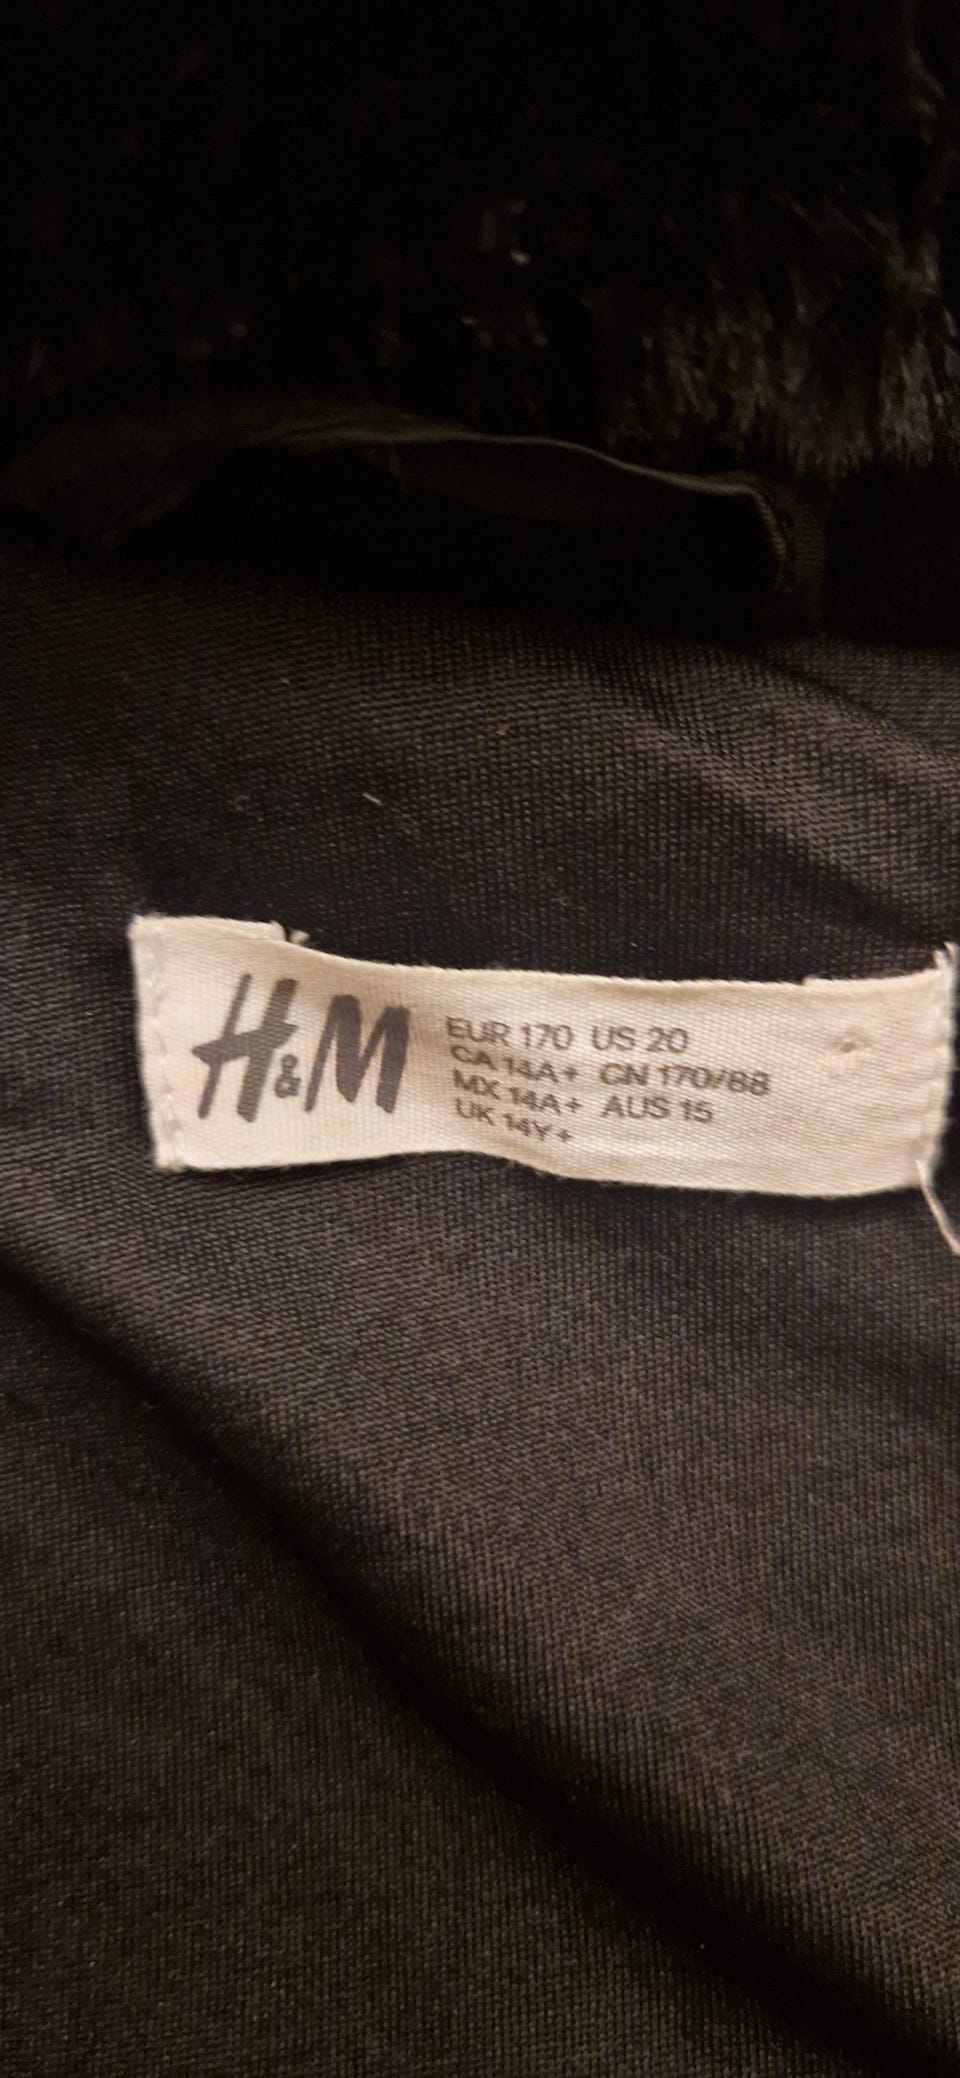 H&M
EUR 170 US 20
CA 14A+ CN 170/88
MX 14A+ AUS 15
UK 14Y+